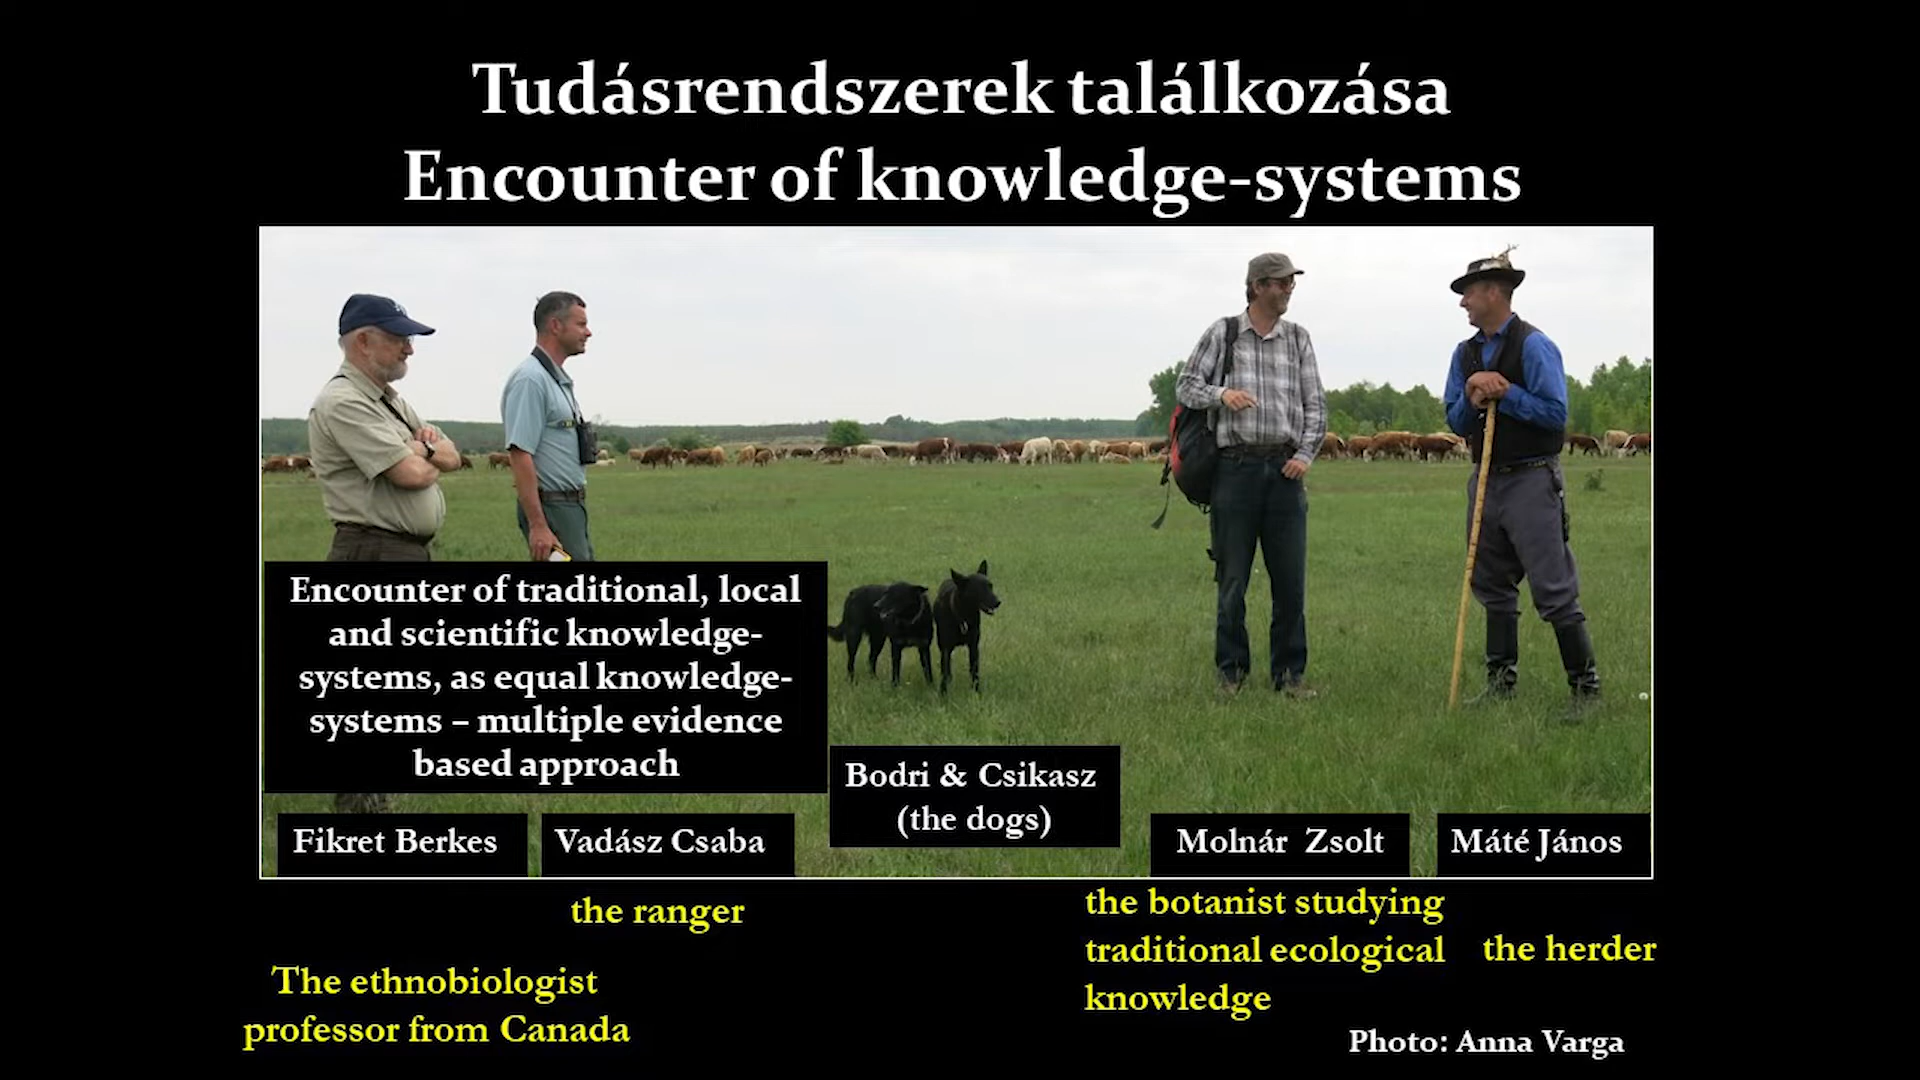 Tudásrendszerek találkozása
Encounter of knowledge-systems
Encounter of traditional, local
and scientific knowledge-
systems, as equal knowledge-
systems – multiple evidence
based approach
Bodri & Csikasz
(the dogs)
Fikret Berkes
Vadász Csaba
Molnár Zsolt
Máté János
the ranger
the botanist studying
traditional ecological
knowledge
the herder
The ethnobiologist
professor from Canada
Photo: Anna Varga